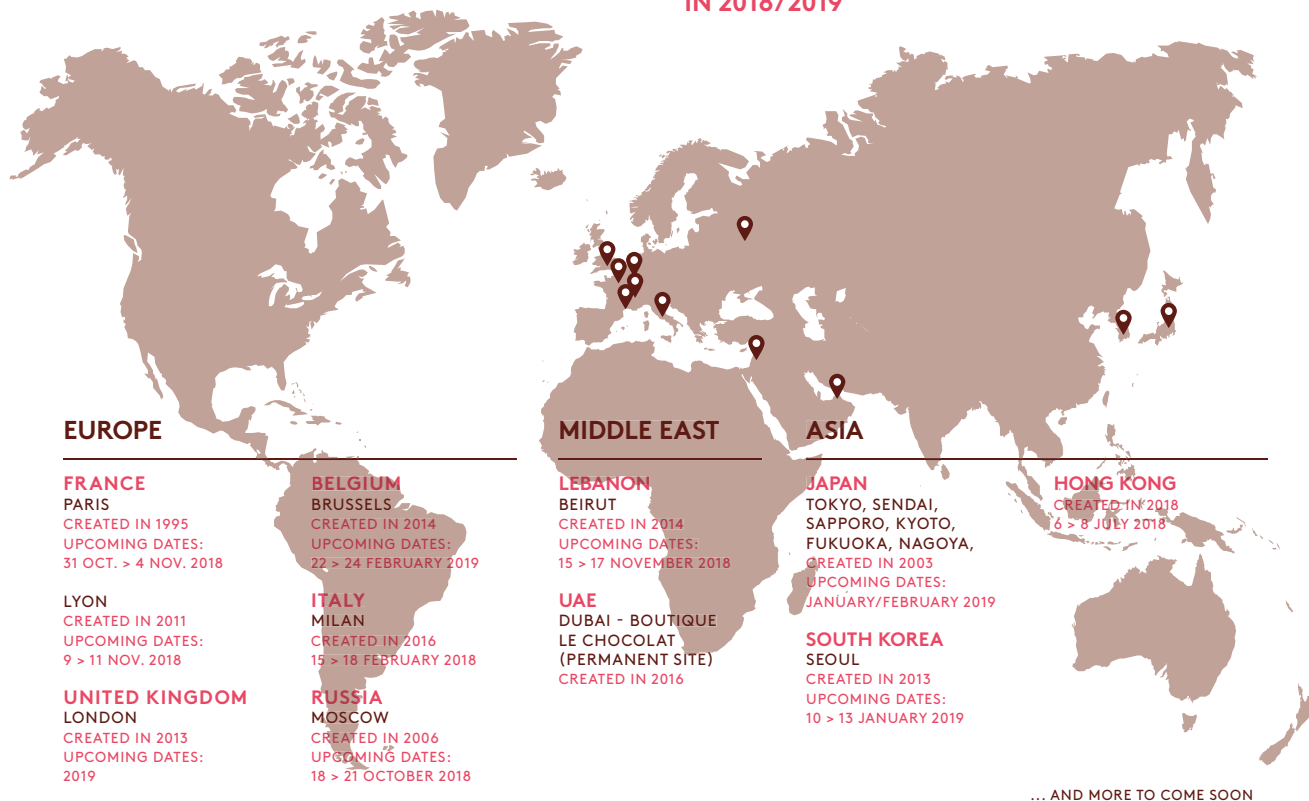 IN 2018/2019
EUROPE
FRANCE
PARIS
CREATED IN 1995
UPCOMING DATES:
31 OCT. > 4 NOV. 2018
LYON
CREATED IN 2011
UPCOMING DATES:
9 > 11 NOV. 2018
UNITED KINGDOM
LONDON
CREATED IN 2013
UPCOMING DATES:
2019
BELGIUM
BRUSSELS
CREATED IN 2014
UPCOMING DATES:
22 > 24 FEBRUARY 2019
ITALY
MILAN
CREATED IN 2016
15 > 18 FEBRUARY 2018
RUSSIA
MOSCOW
CREATED IN 2006
UPCOMING DATES:
18 > 21 OCTOBER 2018
MIDDLE EAST
LEBANON
BEIRUT
CREATED IN 2014
UPCOMING DATES:
15 > 17 NOVEMBER 2018
UAE
DUBAI - BOUTIQUE
LE CHOCOLAT
(PERMANENT SITE)
CREATED IN 2016
ASIA
JAPAN
TOKYO, SENDAI,
SAPPORO, KYOTO,
FUKUOKA, NAGOYA,
CREATED IN 2003
UPCOMING DATES:
JANUARY/FEBRUARY 2019
SOUTH KOREA
SEOUL
CREATED IN 2013
UPCOMING DATES:
10 > 13 JANUARY 2019
HONG KONG
CREATED IN 2018
6 > 8 JULY 2018
... AND MORE TO COME SOON